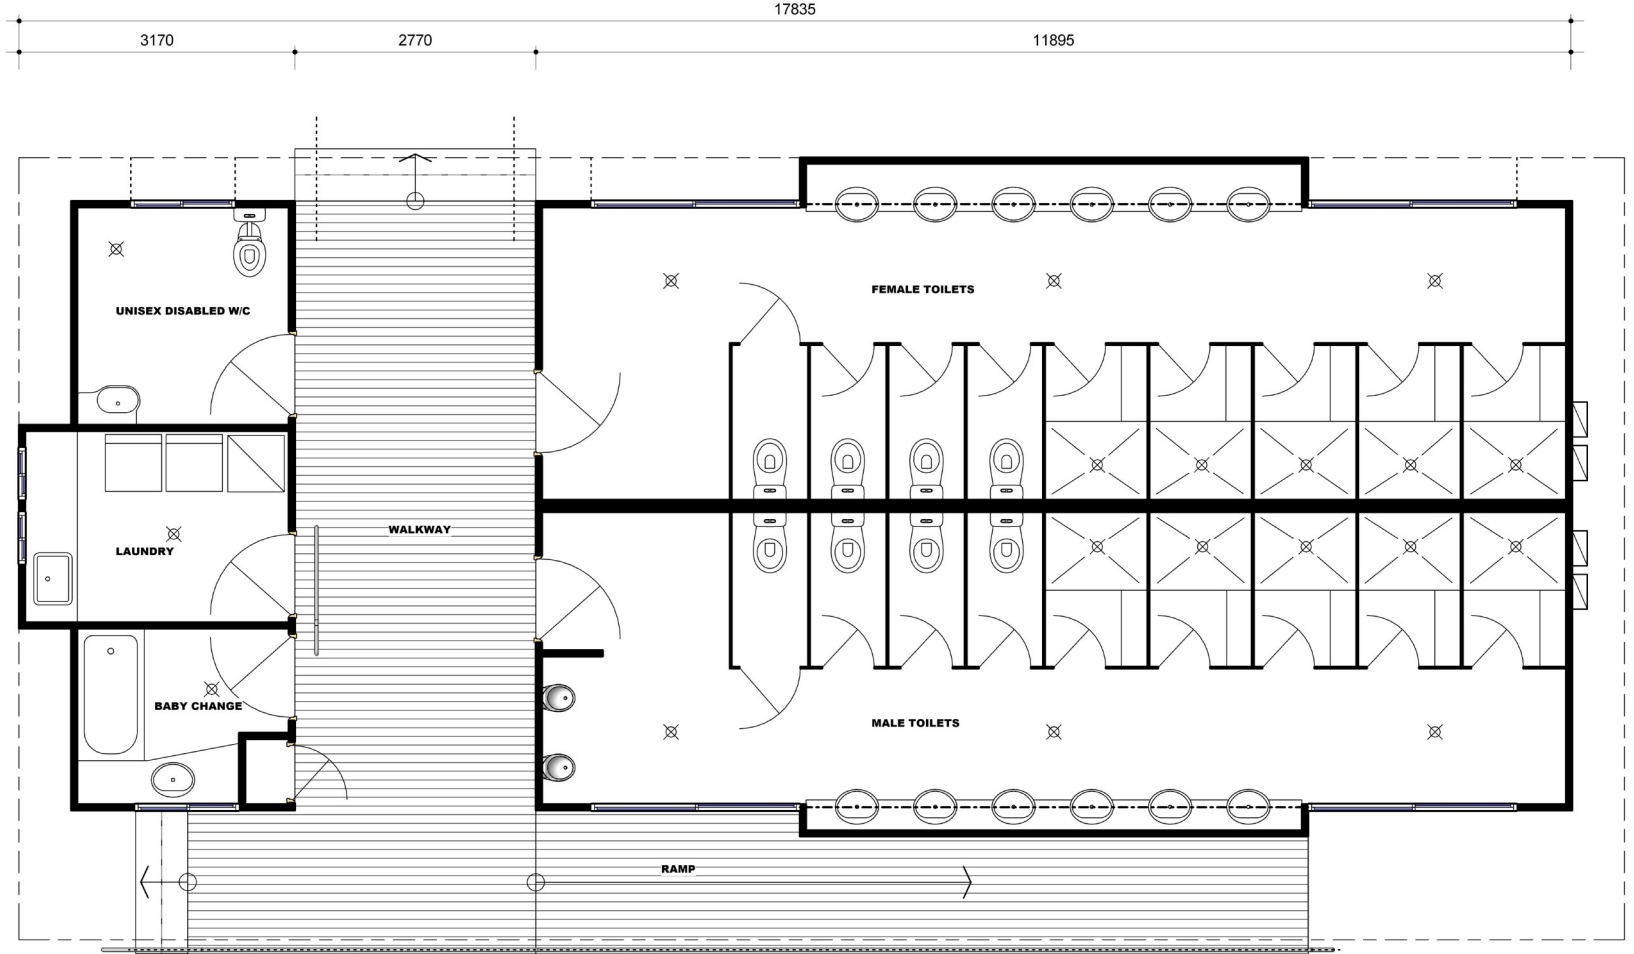 17835
3170
2770
11895
FEMALE TOILETS
UNISEX DISABLED W/C
WALKWAY
LAUNDRY
BABY CHANGE
MALE TOILETS
RAMP